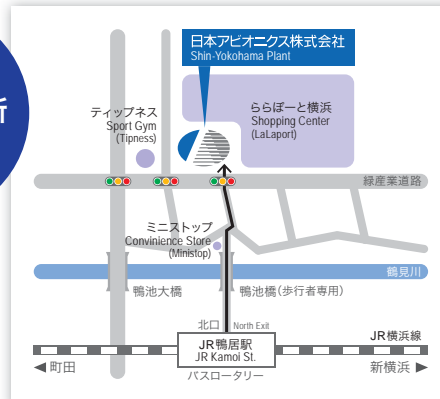 所
日本アビオニクス株式会社
Shin-Yokohama Plant
ティップネス
Sport Gym
(Tipness)
ららぽーと横浜
Shopping Center
(LaLaport)
緑産業道路
ミニストップ
Convinience Store
(Ministop)
鶴見川
鴨池大橋
鴨池橋(歩行者専用)
北口 North Exit
JR鴨居駅
JR Kamoi St.
JR横浜線
町田
新横浜
バスロータリー